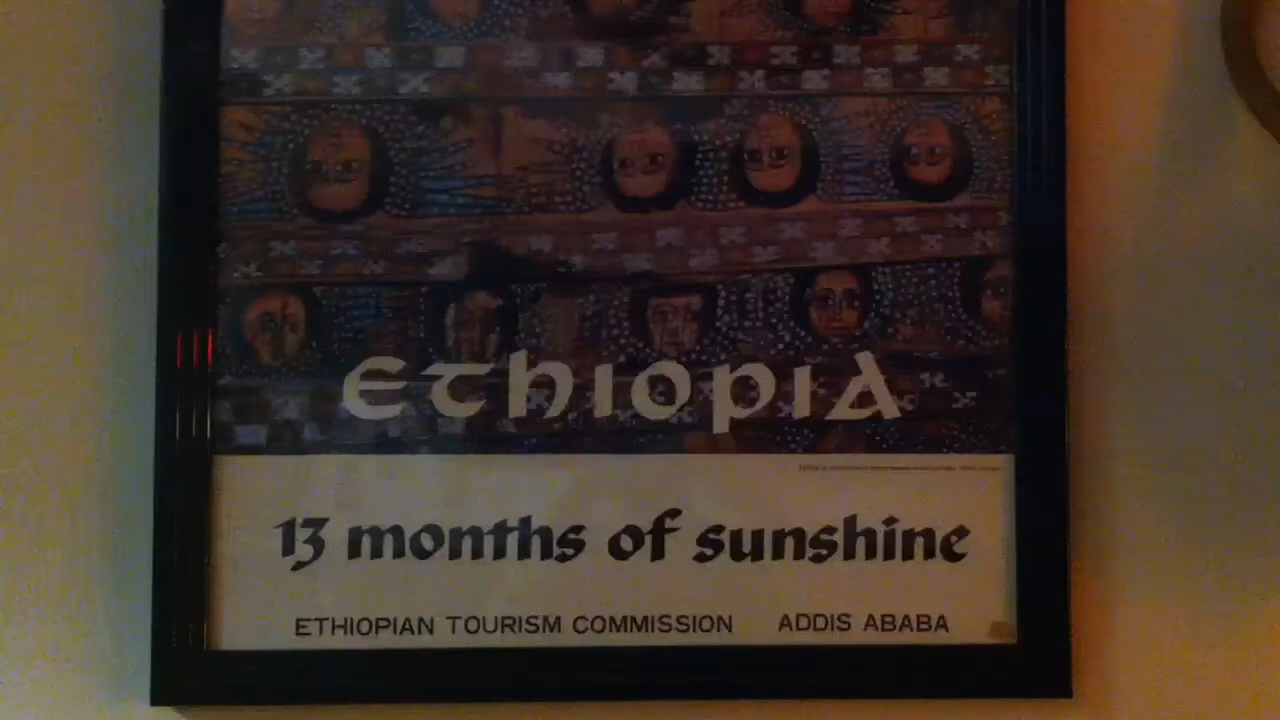 Ethiopia
13 months of sunshine
ETHIOPIAN TOURISM COMMISSION ADDIS ABABA